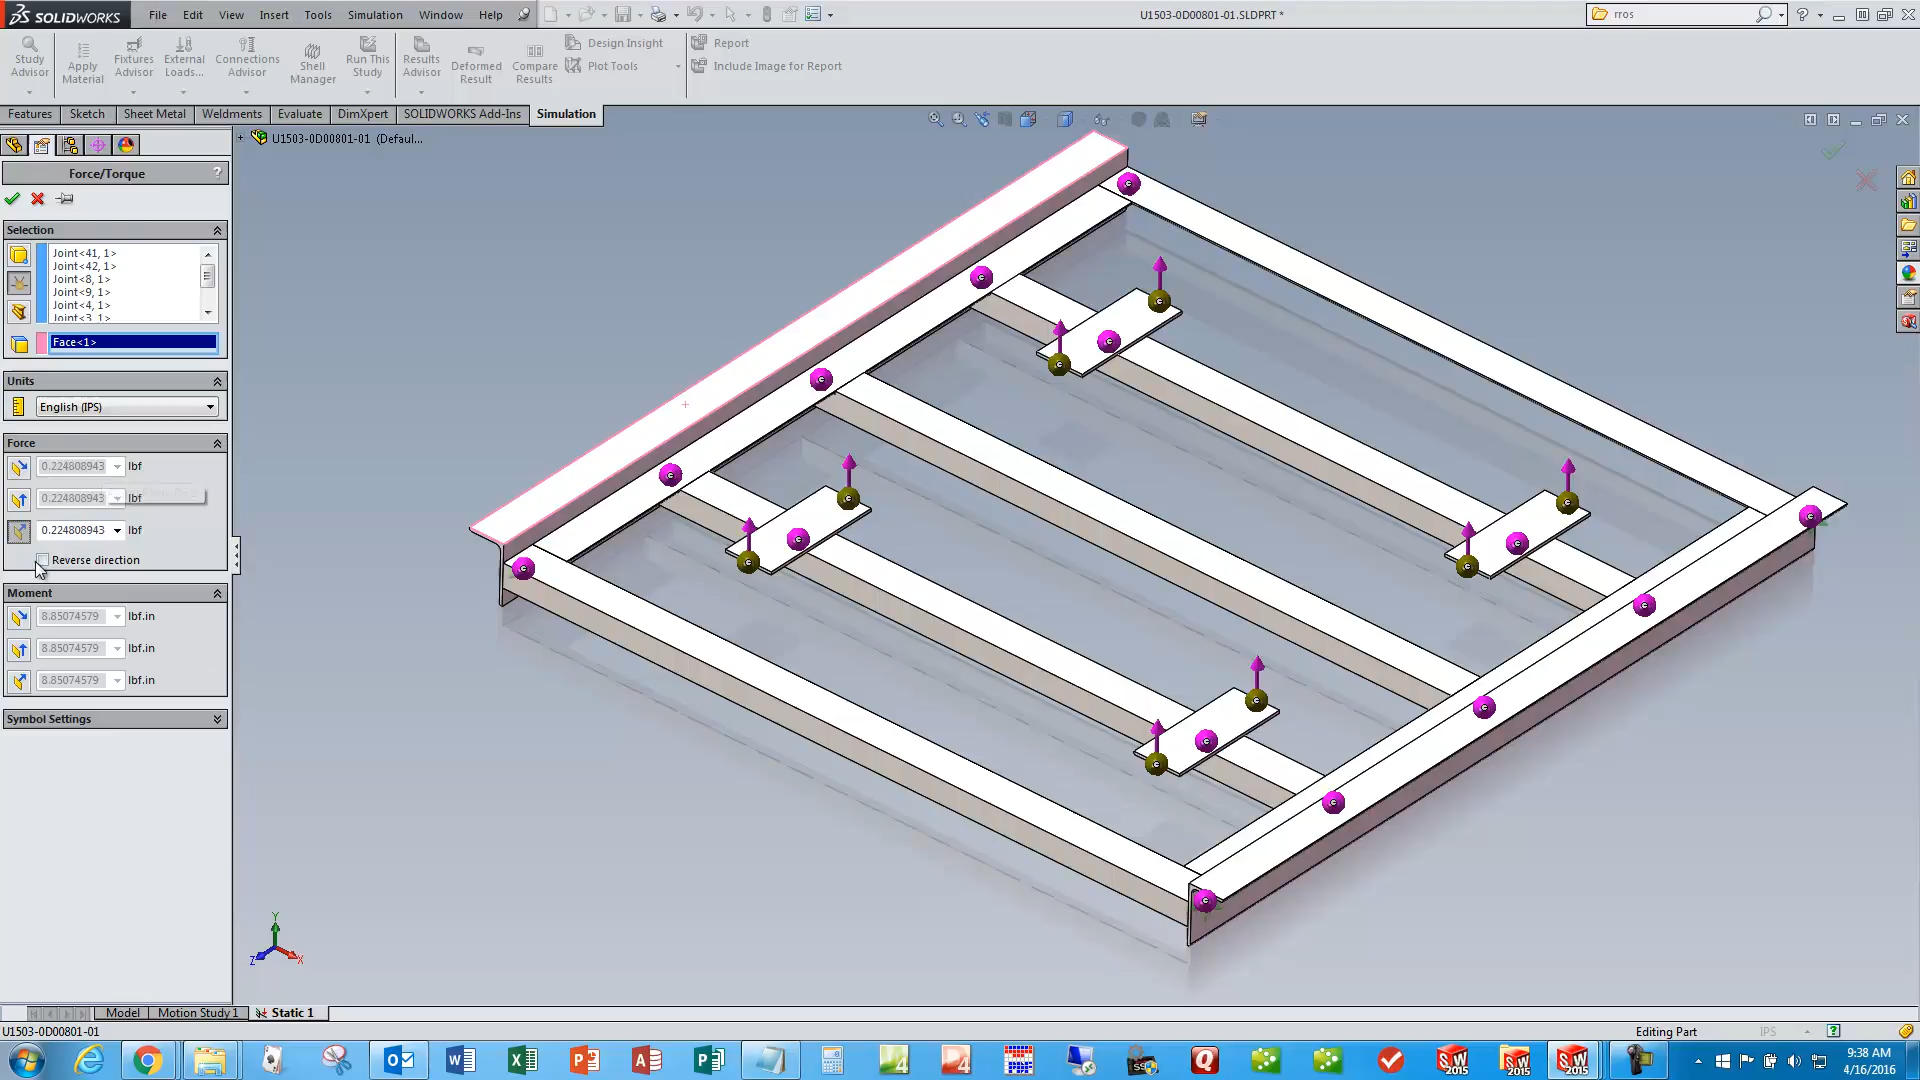 SOLIDWORKS File Edit View Insert Tools Simulation Window Help U1503-0D00801-01.SLDPRT * rros
Study Advisor
Apply Material
Fixtures Advisor
External Loads...
Connections Advisor
Shell Manager
Run This Study
Results Advisor
Deformed Result
Compare Results
Design Insight
Plot Tools
Report
Include Image for Report
Features Sketch Sheet Metal Weldments Evaluate DimXpert SOLIDWORKS Add-Ins Simulation
U1503-0D00801-01 (Defaul...
Force/Torque ?
Selection
Joint<41, 1>
Joint<42, 1>
Joint<8, 1>
Joint<9, 1>
Joint<4, 1>
Joint<3, 1>
Face<1>
Units
English (IPS)
Force
0.224808943 lbf
0.224808943 lbf
0.224808943 lbf
Reverse direction
Moment
8.85074579 lbf.in
8.85074579 lbf.in
8.85074579 lbf.in
Symbol Settings
Y
Z X
Model Motion Study 1 Static 1
U1503-0D00801-01 Editing Part IPS
9:38 AM
4/16/2016